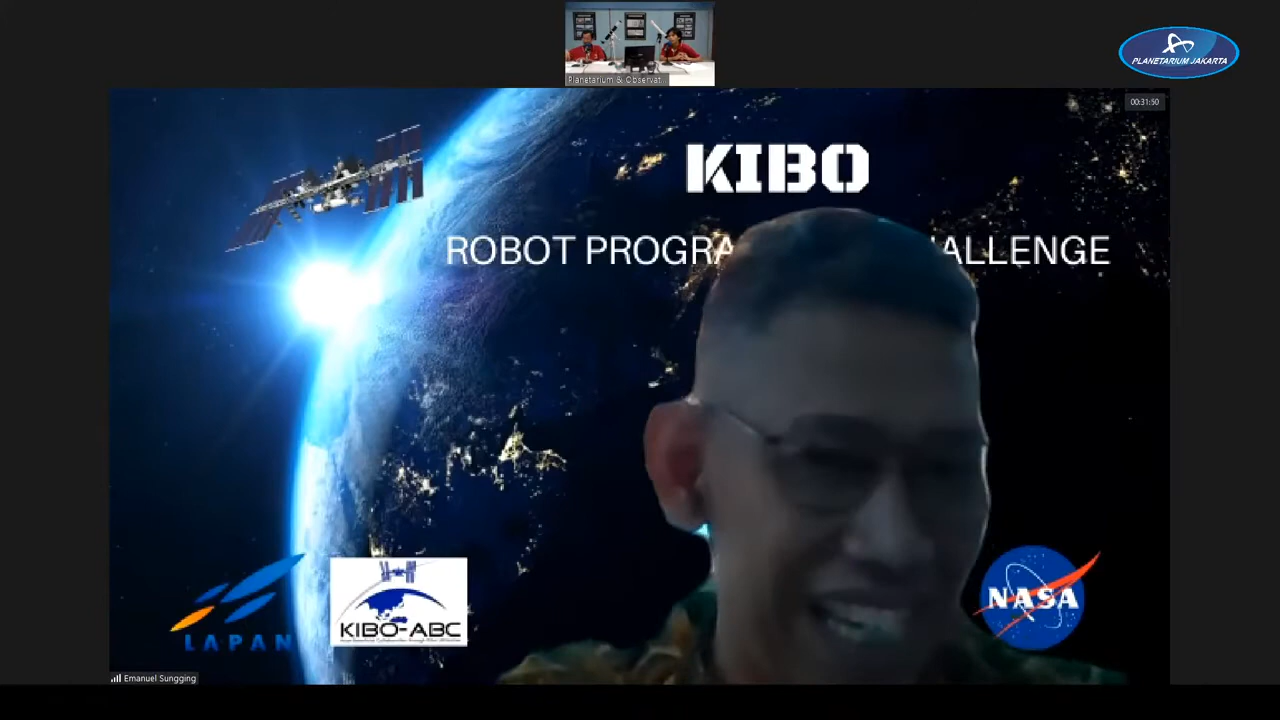 Planetarium & Observat...
PLANETARIUM JAKARTA
00:31:50
KIBO
ROBOT PROGRA ALLENGE
LAPAN
KIBO-ABC
NASA
Emanuel Sungging